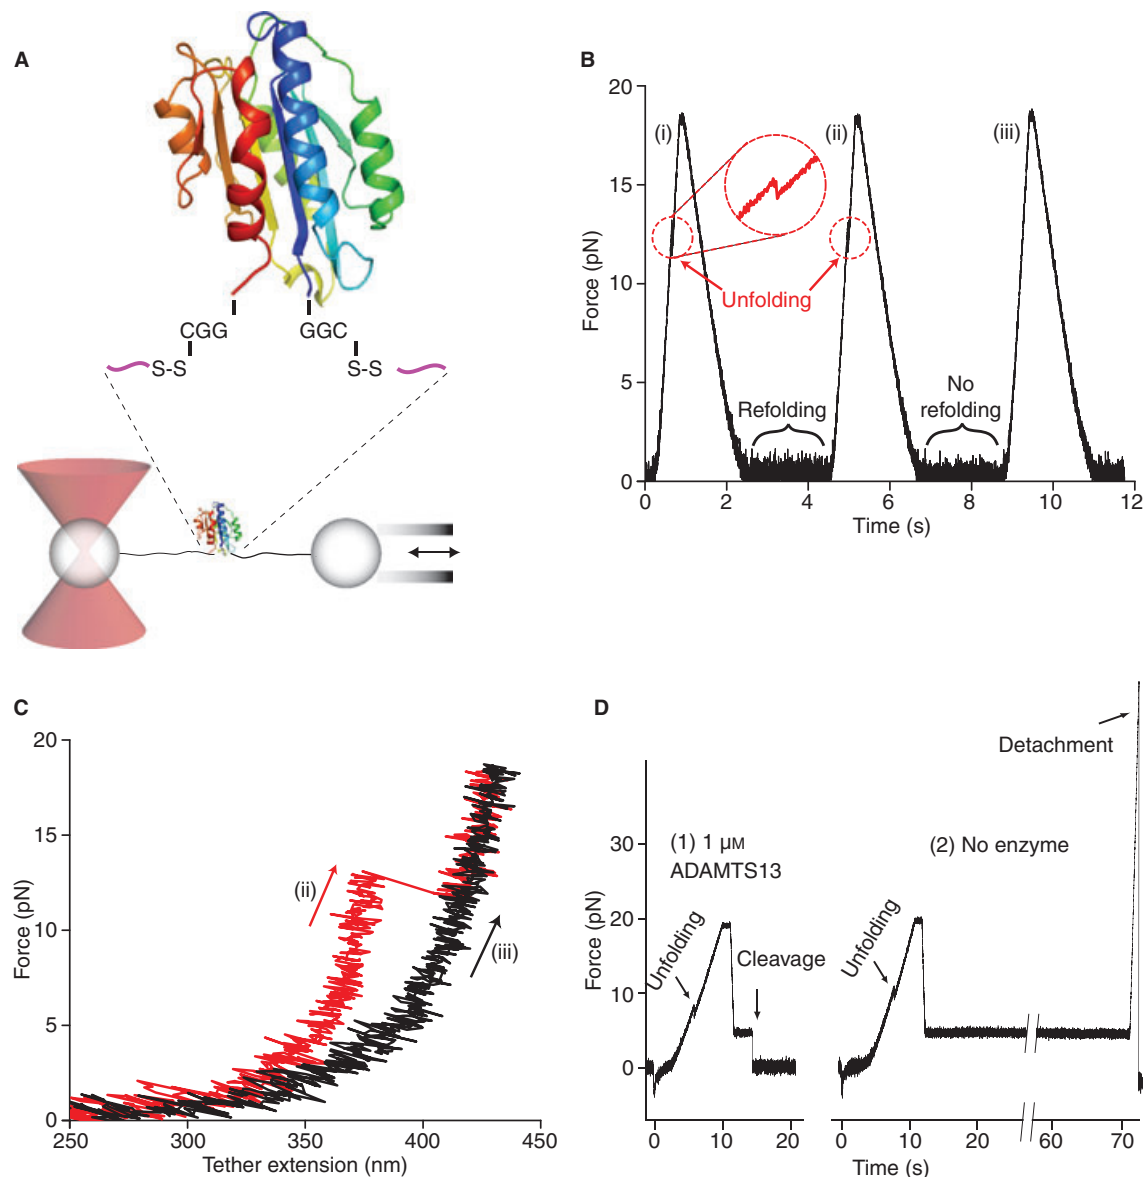 A
CGG
GGC
S-S
S-S
B
20
15
10
5
0
Force (pN)
(i)
(ii)
(iii)
Unfolding
Refolding
No
refolding
0
2
4
6
8
10
12
Time (s)
C
20
15
10
5
0
Force (pN)
(ii)
(iii)
250
300
350
400
450
Tether extension (nm)
D
Detachment
(1) 1 µM
ADAMTS13
(2) No enzyme
30
20
10
0
Force (pN)
Unfolding
Cleavage
Unfolding
0
10
20
0
10
20
60
70
Time (s)